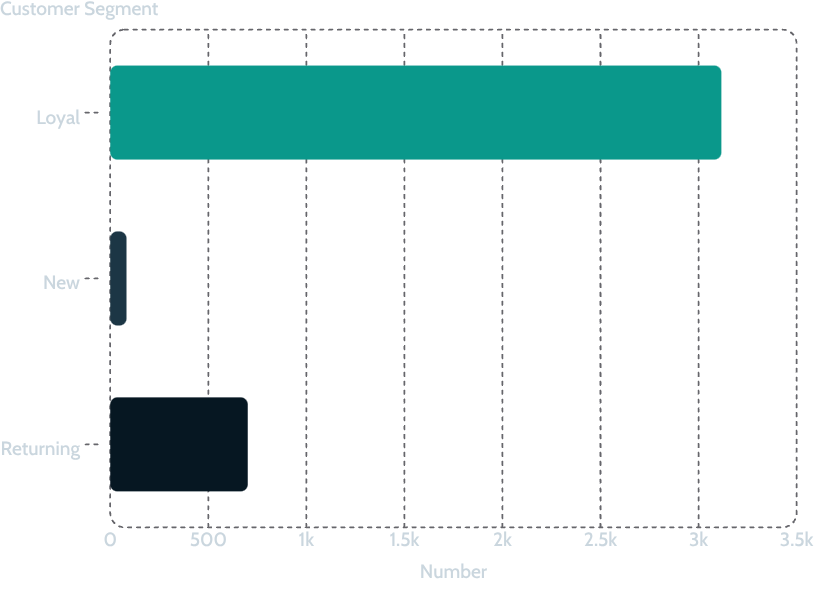 Customer Segment
Loyal
New
Returning
0 500 1k 1.5k 2k 2.5k 3k 3.5k
Number